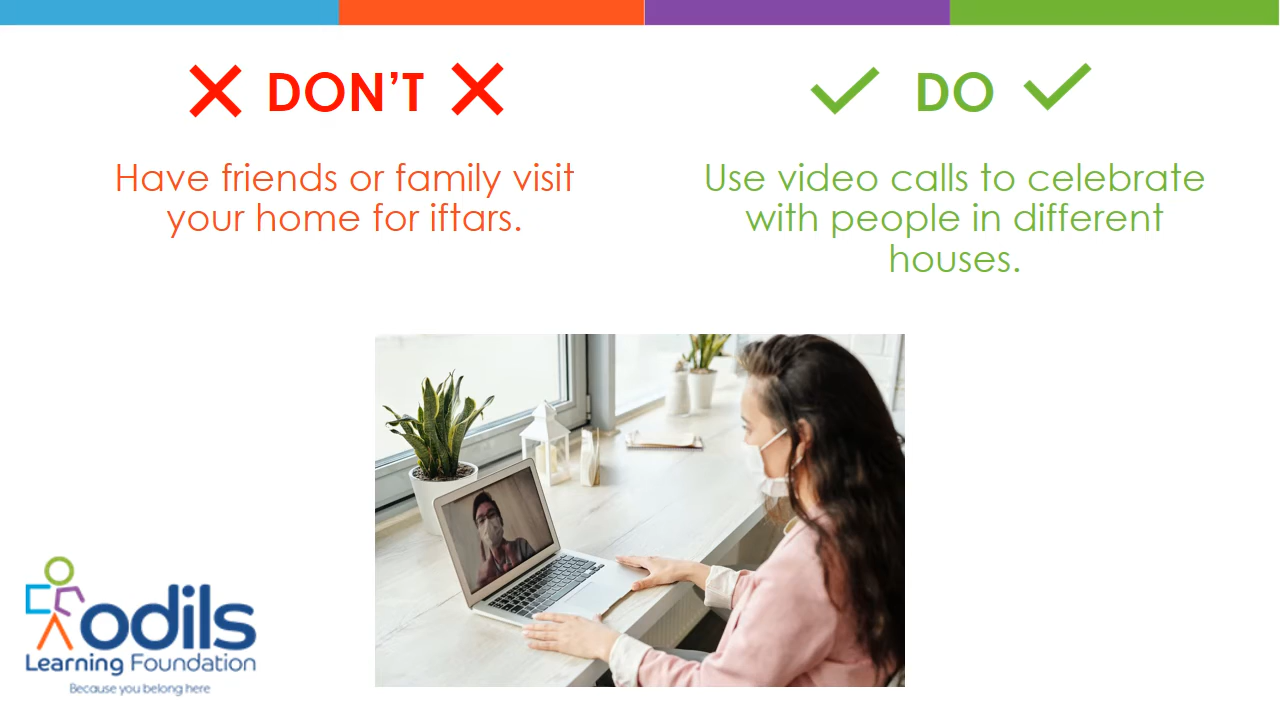 DON'T
Have friends or family visit
your home for iftars.
DO
Use video calls to celebrate
with people in different
houses.
odils
Learning Foundation
Because you belong here